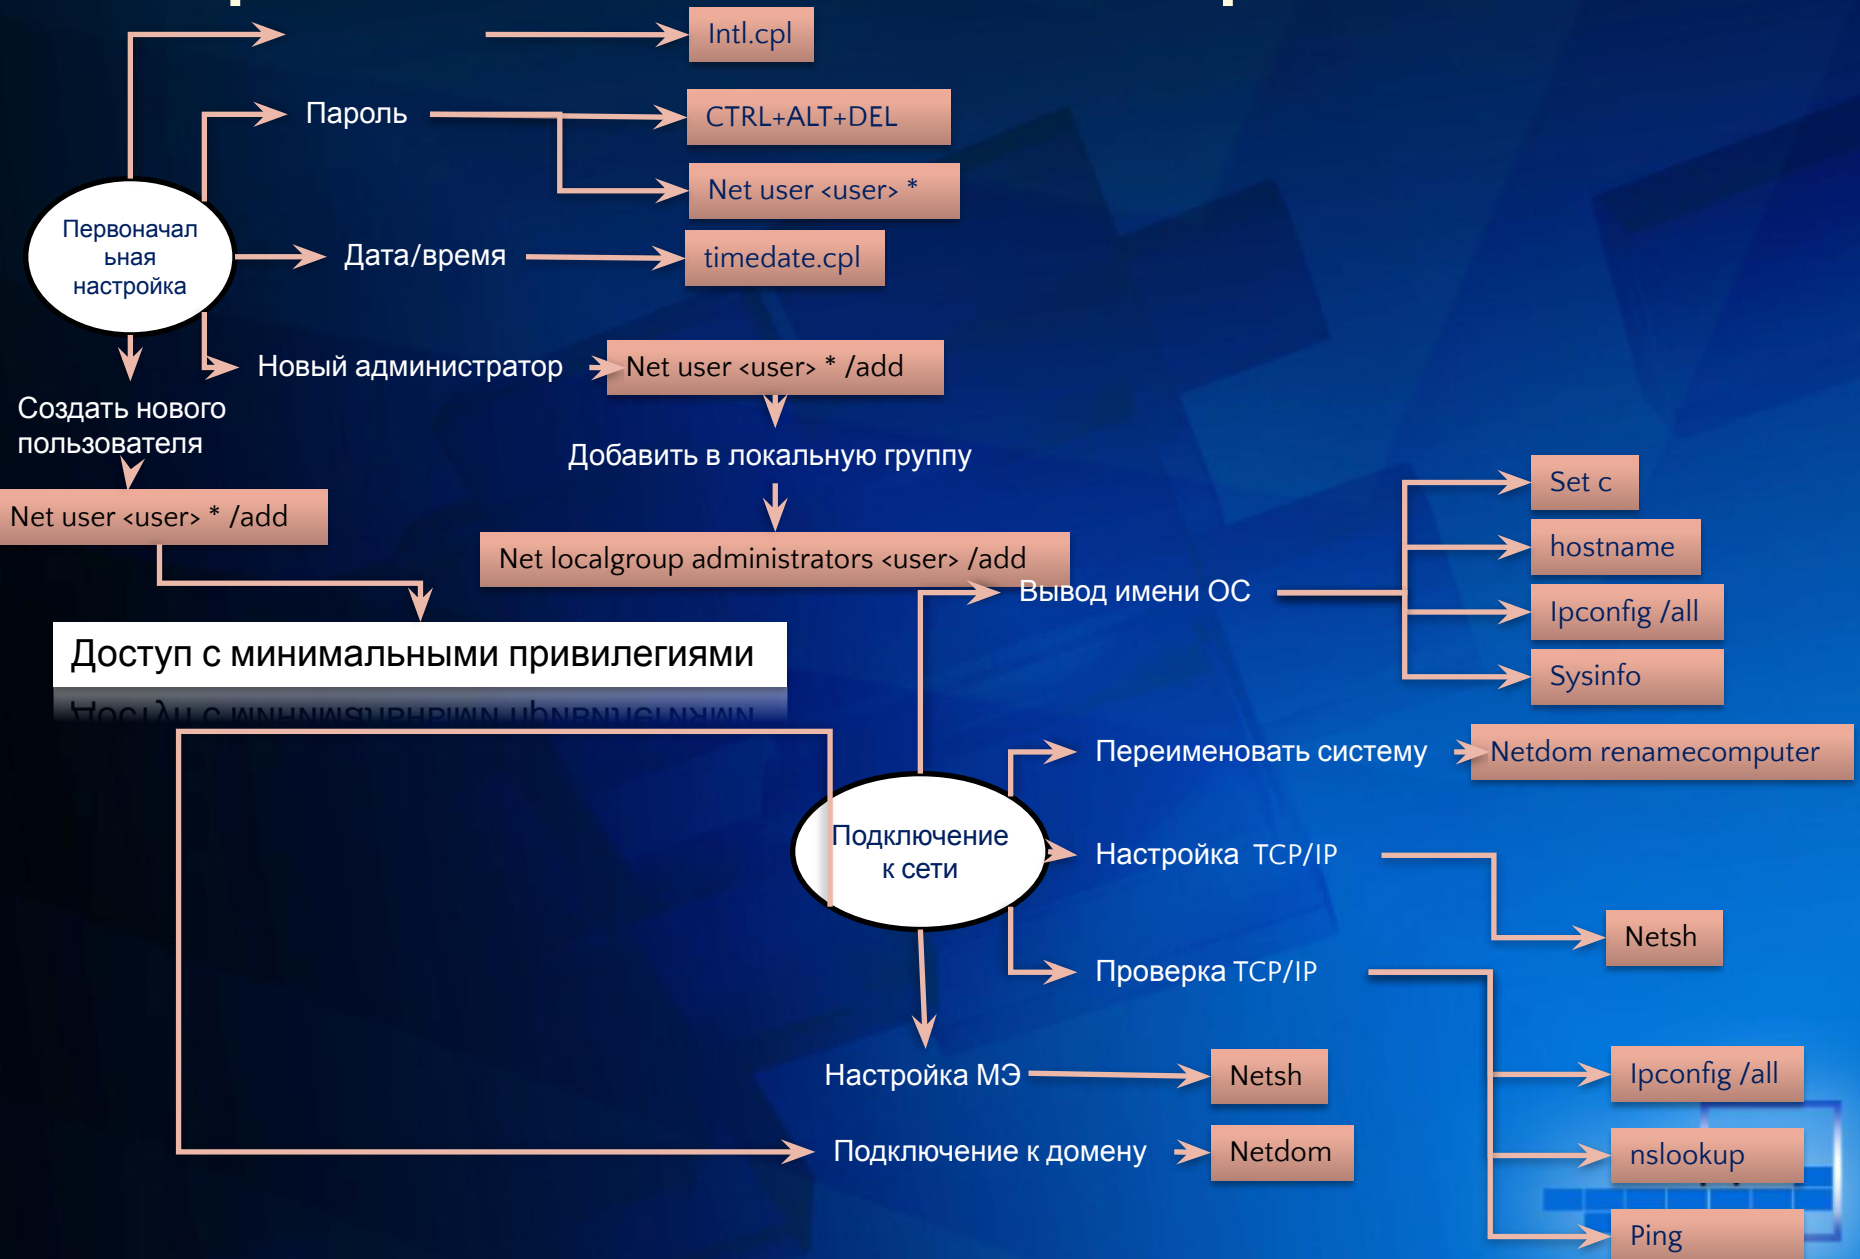 Intl.cpl
Пароль
CTRL+ALT+DEL
Net user <user> *
Первоначал
ьная
настройка
Дата/время
timedate.cpl
Новый администратор
Net user <user> * /add
Создать нового
пользователя
Добавить в локальную группу
Net user <user> * /add
Net localgroup administrators <user> /add
Доступ с минимальными привилегиями
Вывод имени ОС
Set c
hostname
Ipconfig /all
Sysinfo
Переименовать систему
Netdom renamecomputer
Подключение
к сети
Настройка TCP/IP
Netsh
Проверка TCP/IP
Ipconfig /all
nslookup
Ping
Настройка МЭ
Netsh
Подключение к домену
Netdom